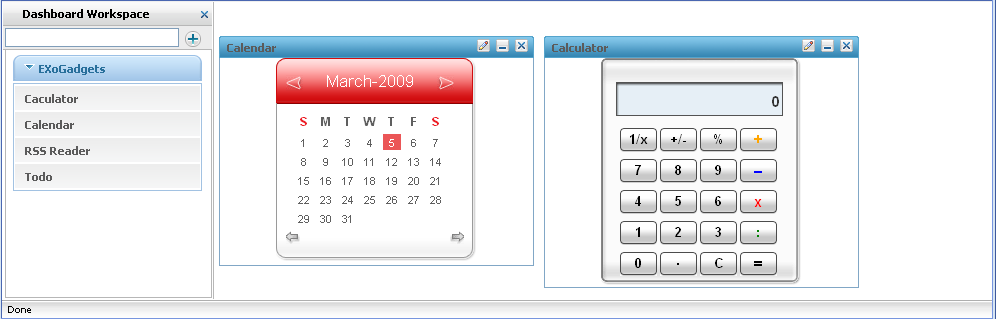 Dashboard Workspace
EXoGadgets
Caculator
Calendar
RSS Reader
Todo
Calendar
March-2009
S M T W T F S
1 2 3 4 5 6 7
8 9 10 11 12 13 14
15 16 17 18 19 20 21
22 23 24 25 26 27 28
29 30 31
Calculator
0
1/x +/- % +
7 8 9 −
4 5 6 x
1 2 3 :
0 . C =
Done